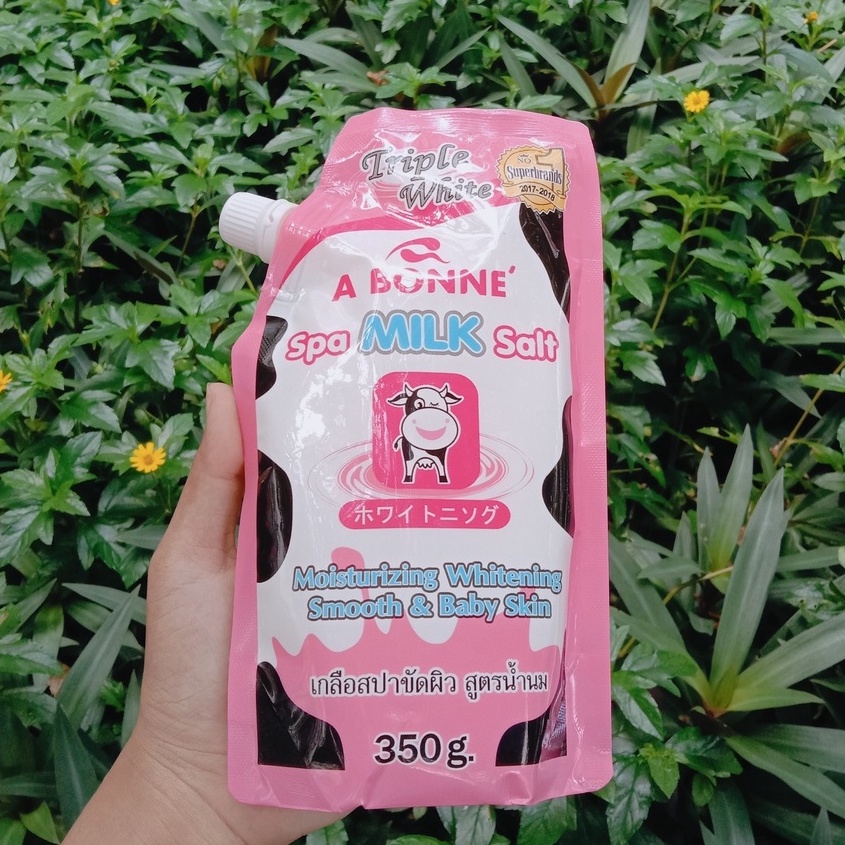 Triple
White
NO 1
Superbrands
2017-2018
A BONNE'
Spa MILK Salt
ホワイトニソグ
Moisturizing Whitening
Smooth & Baby Skin
เกลือสปาขัดผิว สูตรน้ำนม
350 g.